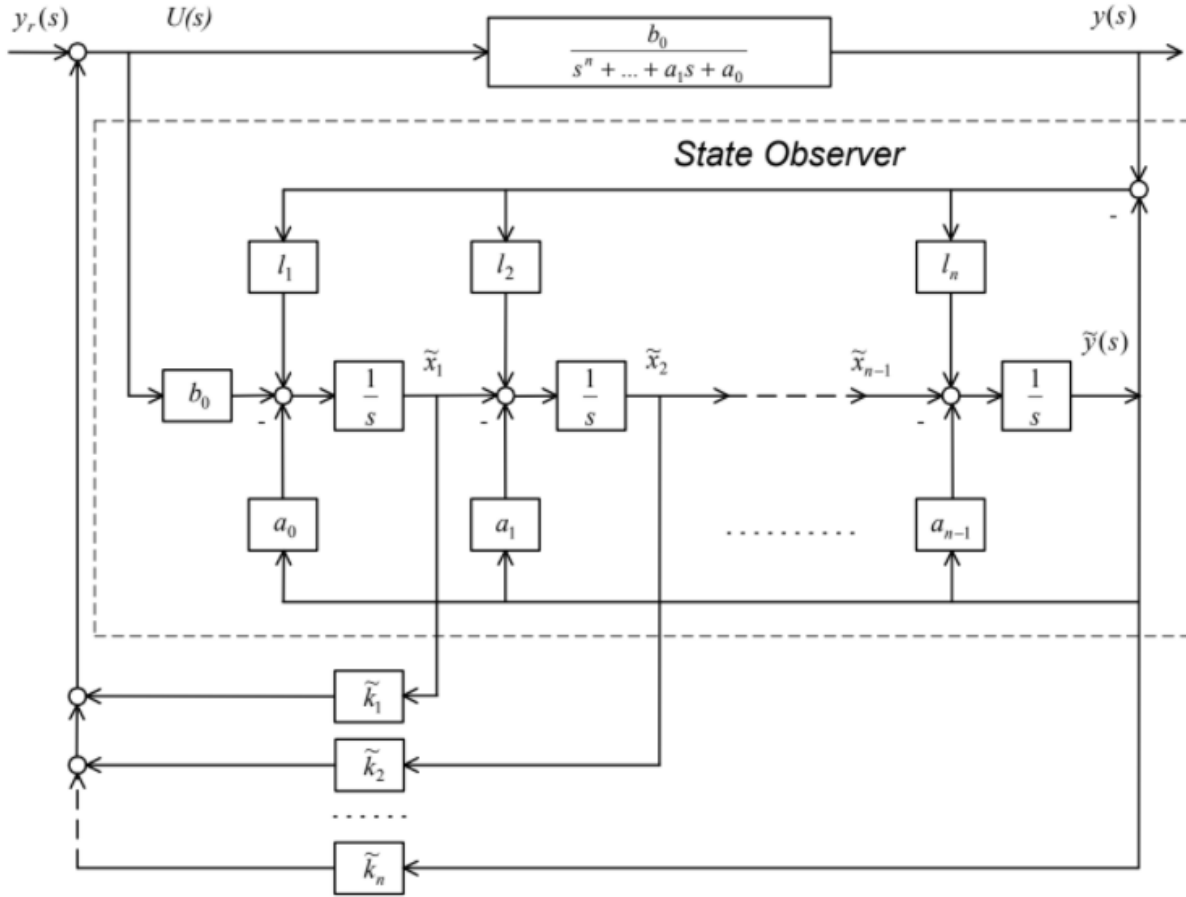 y_r(s) U(s) y(s)
b_0
s^n + ... + a_1 s + a_0
State Observer
-
l_1 l_2 l_n
x̃_1 x̃_2 x̃_{n-1} ỹ(s)
b_0 1/s 1/s 1/s
- - -
a_0 a_1 ......... a_{n-1}
k̃_1
k̃_2
......
k̃_n